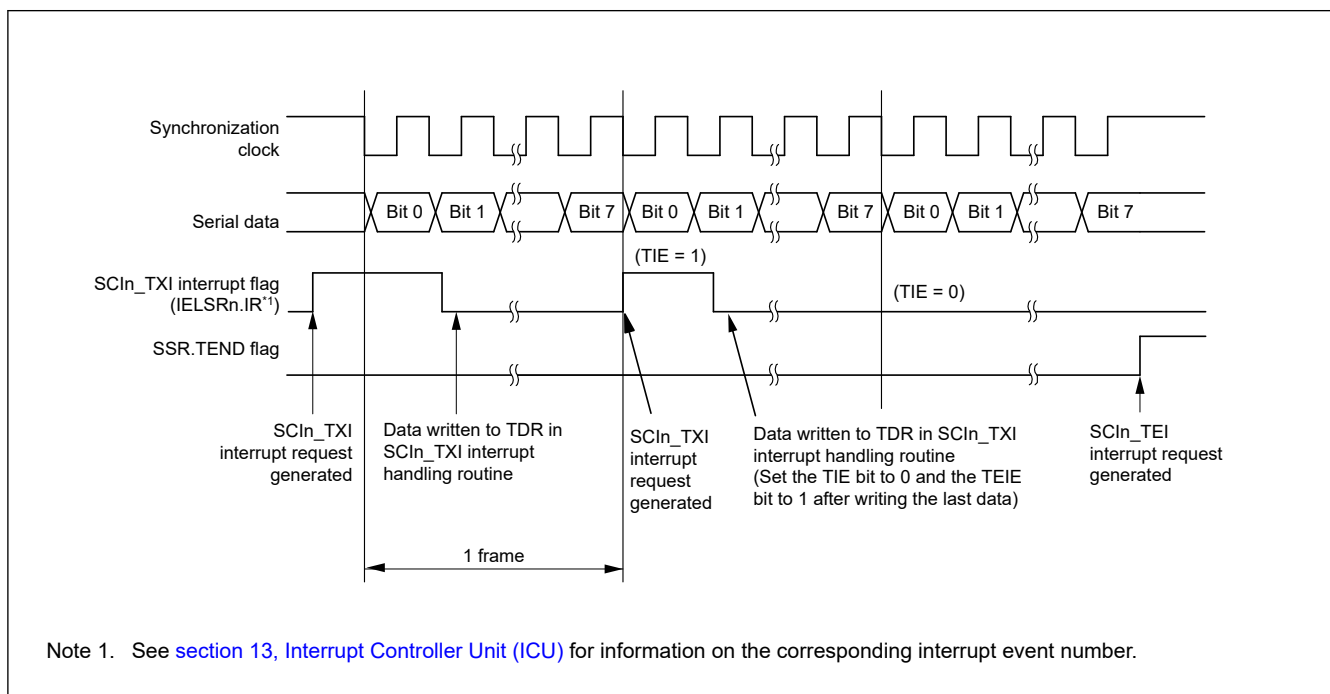 Synchronization
clock
Serial data
Bit 0 Bit 1 Bit 7 Bit 0 Bit 1 Bit 7 Bit 0 Bit 1 Bit 7
SCIn_TXI interrupt flag
(IELSRn.IR*1)
(TIE = 1)
(TIE = 0)
SSR.TEND flag
SCIn_TXI
interrupt request
generated
Data written to TDR in
SCIn_TXI interrupt
handling routine
SCIn_TXI
interrupt
request
generated
Data written to TDR in SCIn_TXI
interrupt handling routine
(Set the TIE bit to 0 and the TEIE
bit to 1 after writing the last data)
SCIn_TEI
interrupt request
generated
1 frame
Note 1. See section 13, Interrupt Controller Unit (ICU) for information on the corresponding interrupt event number.